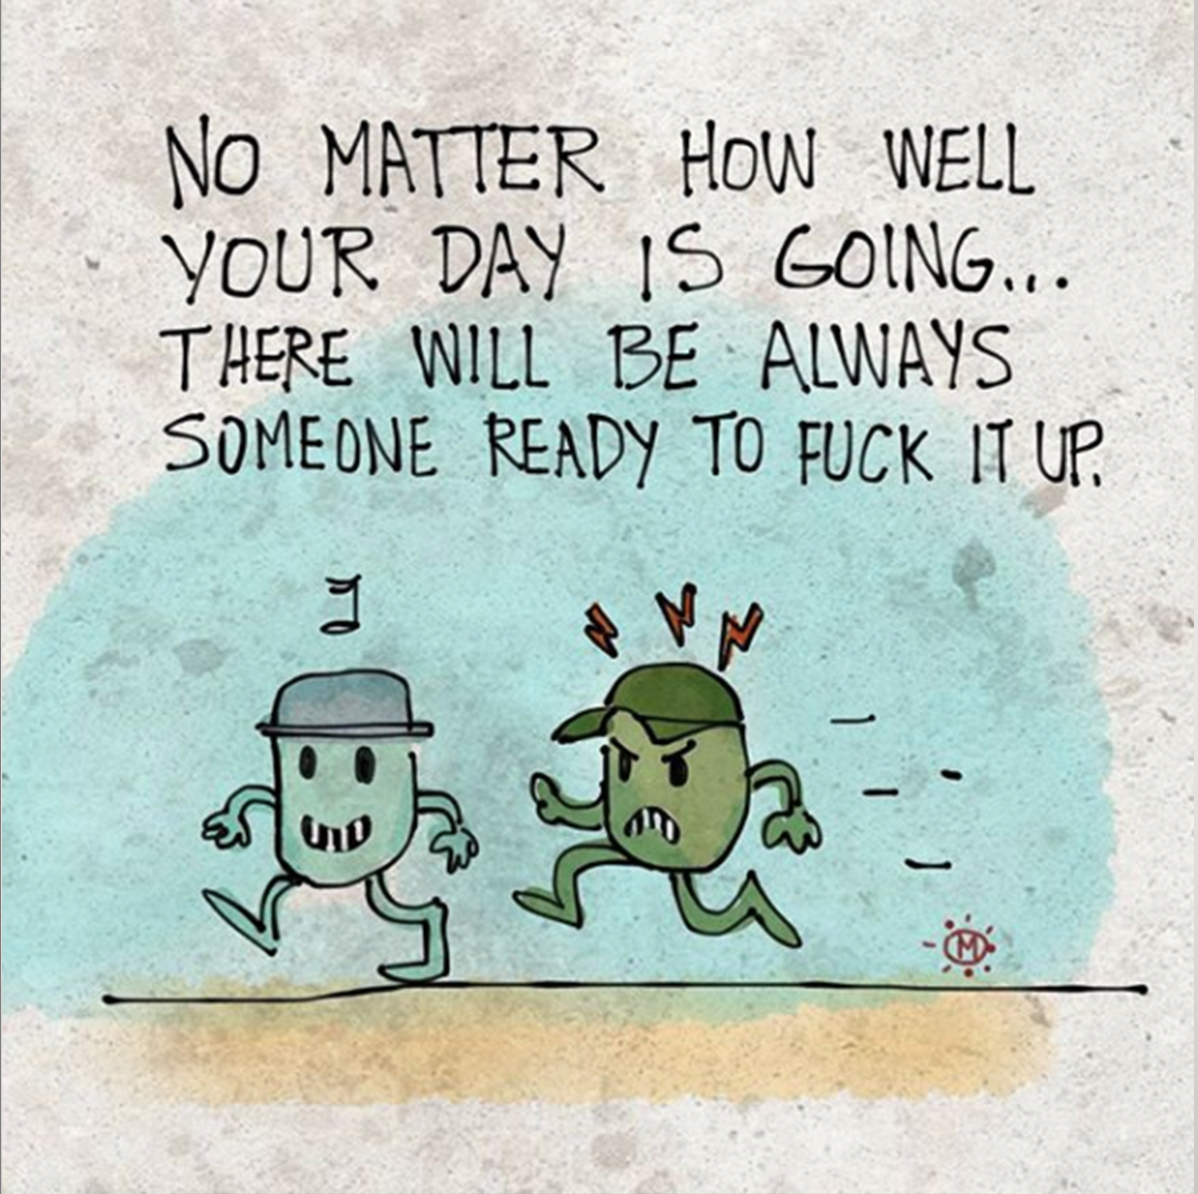 NO MATTER HOW WELL
YOUR DAY IS GOING...
THERE WILL BE ALWAYS
SOMEONE READY TO FUCK IT UP.
M